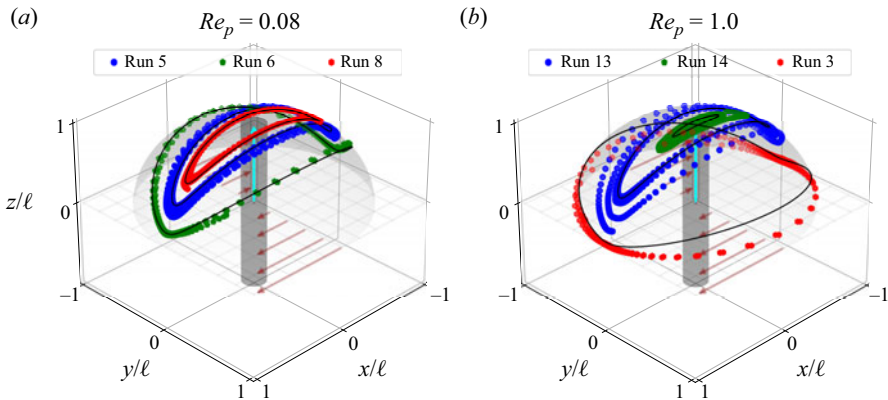 (a) Re_p = 0.08
Run 5 Run 6 Run 8
1
z/ℓ 0
−1 −1
0 0
y/ℓ x/ℓ
1 1
(b) Re_p = 1.0
Run 13 Run 14 Run 3
1
z/ℓ 0
−1 −1
0 0
y/ℓ x/ℓ
1 1